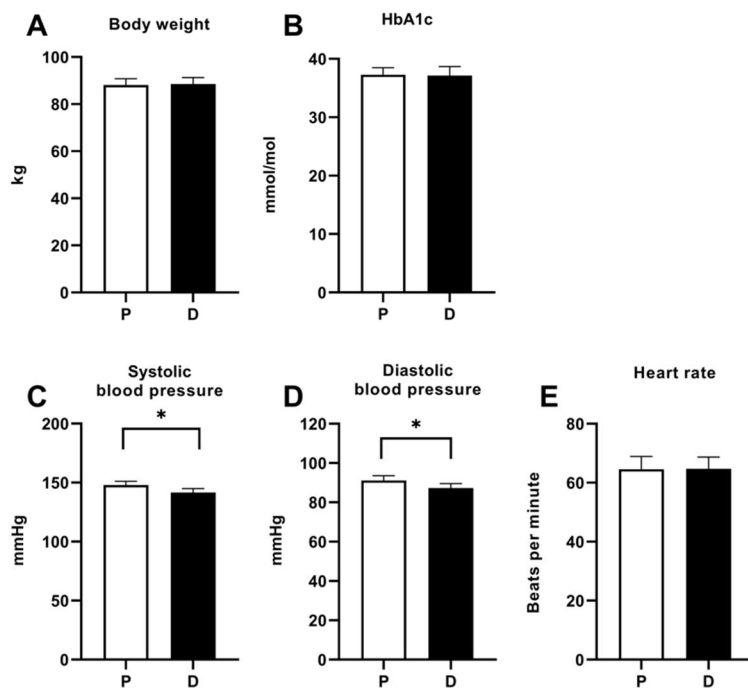 A
Body weight
kg
100
80
60
40
20
0
P
D
B
HbA1c
mmol/mol
40
30
20
10
0
P
D
C
Systolic
blood pressure
mmHg
200
150
100
50
0
*
P
D
D
Diastolic
blood pressure
mmHg
120
100
80
60
40
20
0
*
P
D
E
Heart rate
Beats per minute
80
60
40
20
0
P
D